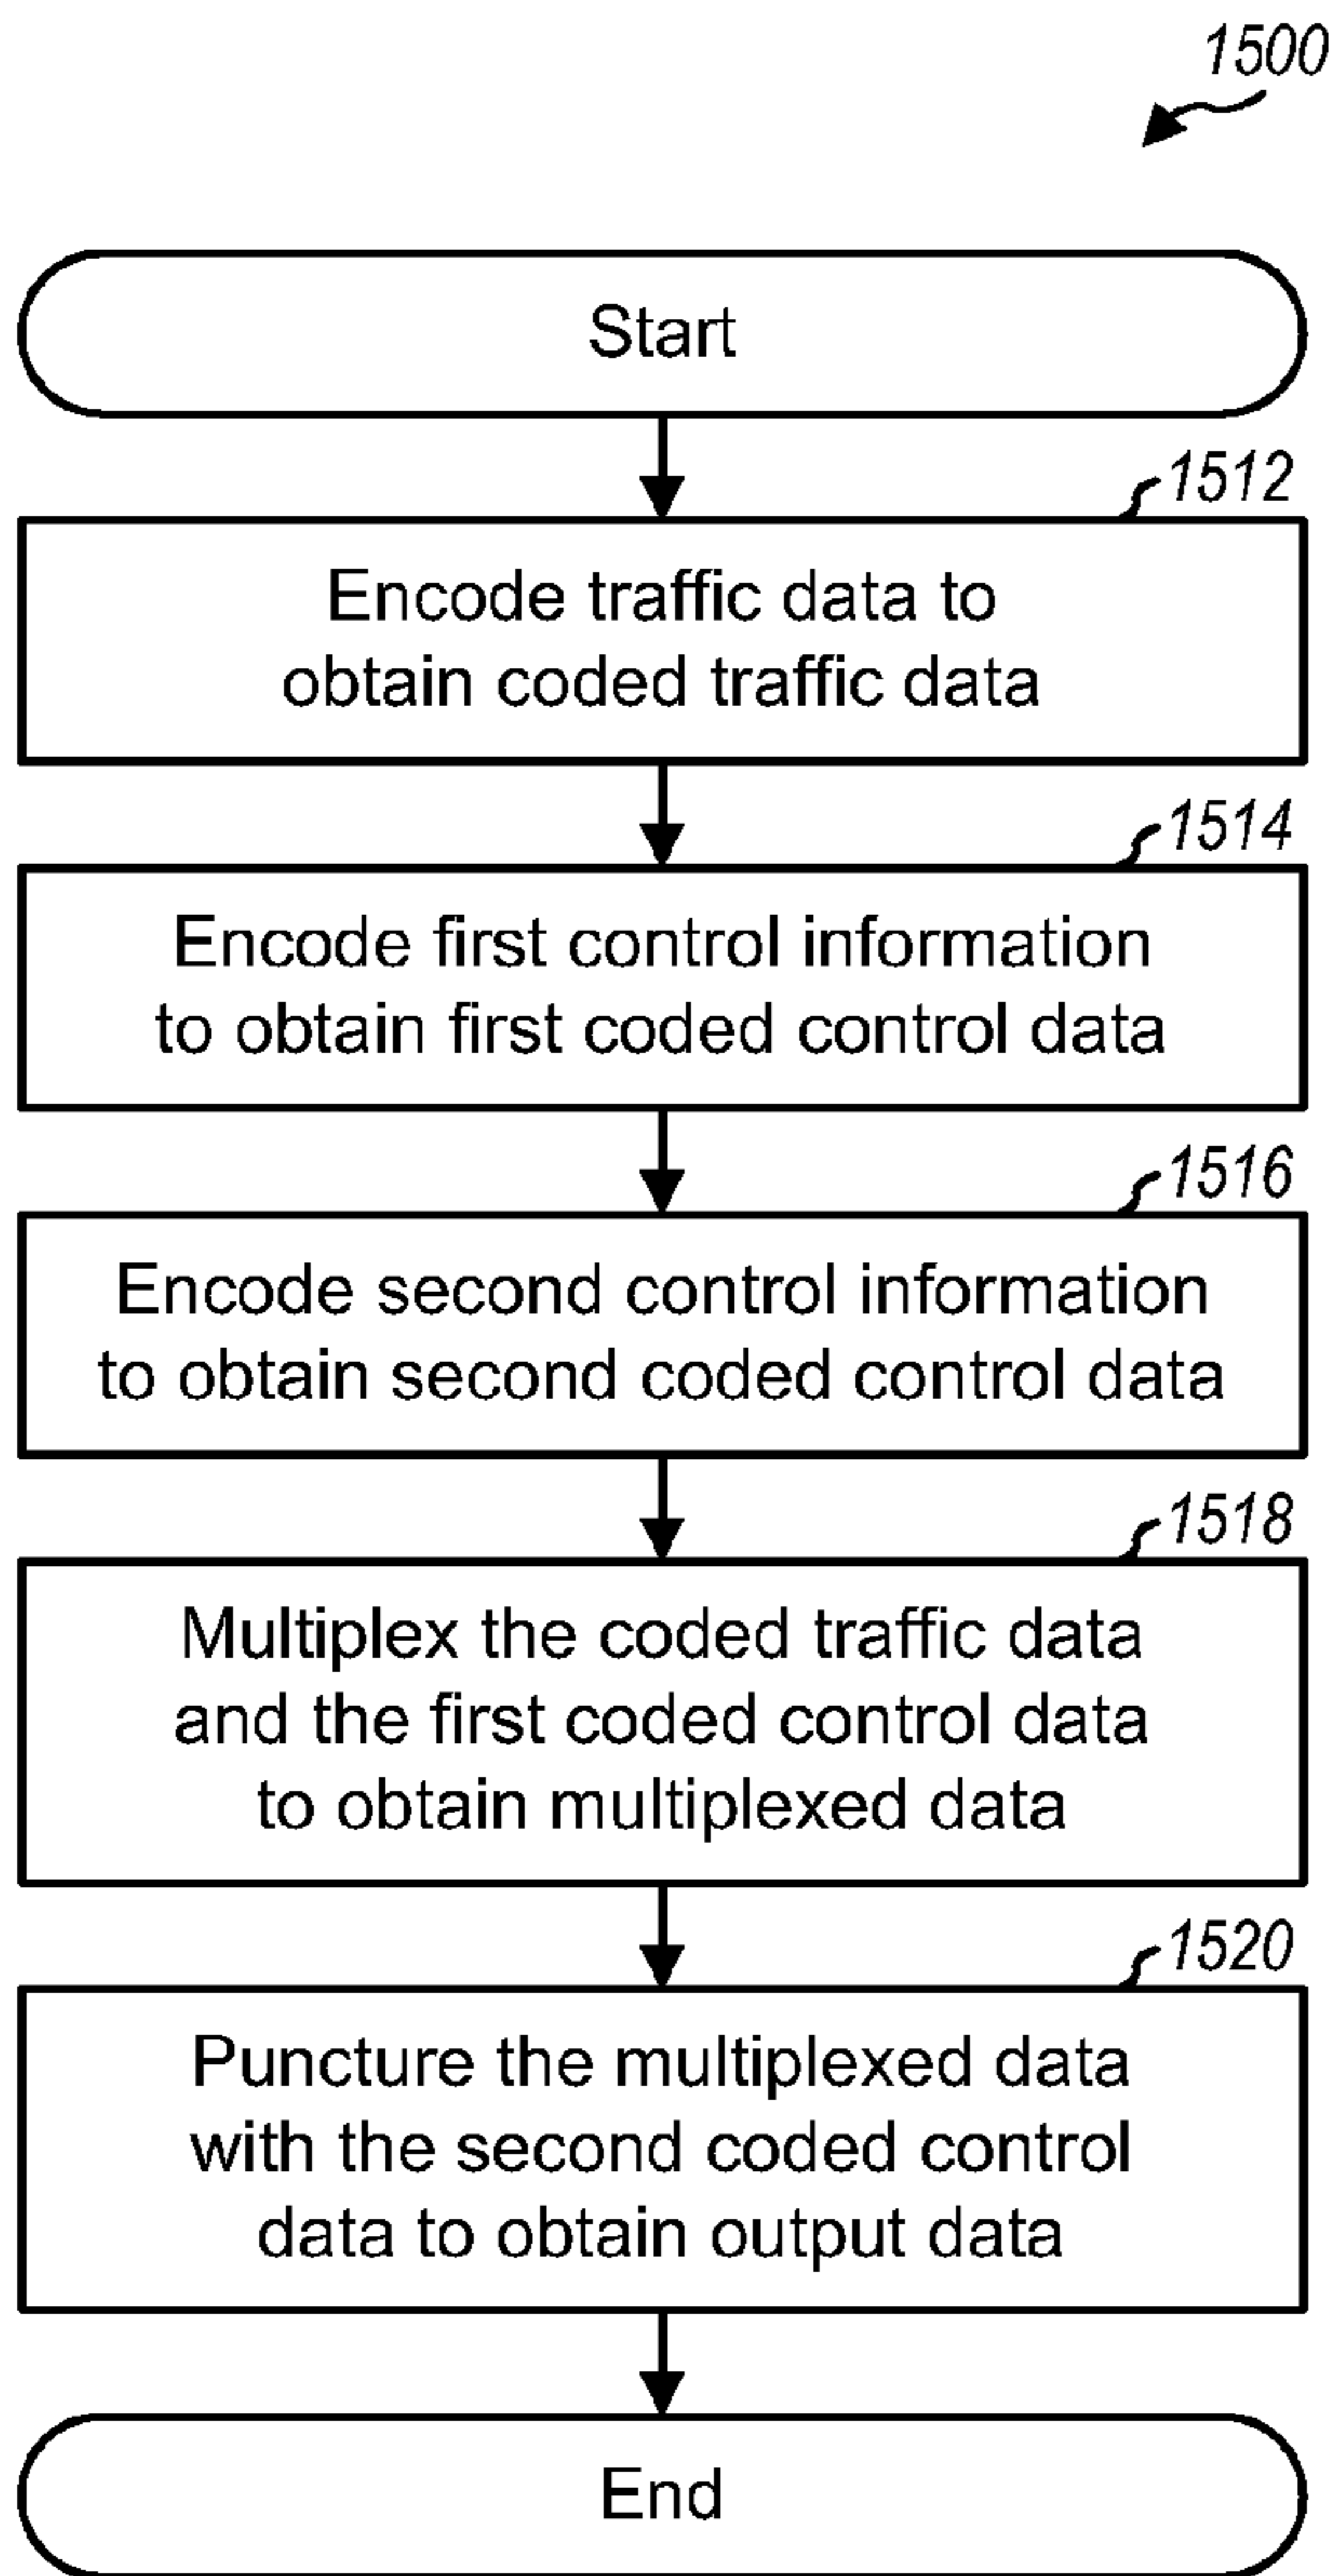 1500
Start
1512
Encode traffic data to
obtain coded traffic data
1514
Encode first control information
to obtain first coded control data
1516
Encode second control information
to obtain second coded control data
1518
Multiplex the coded traffic data
and the first coded control data
to obtain multiplexed data
1520
Puncture the multiplexed data
with the second coded control
data to obtain output data
End